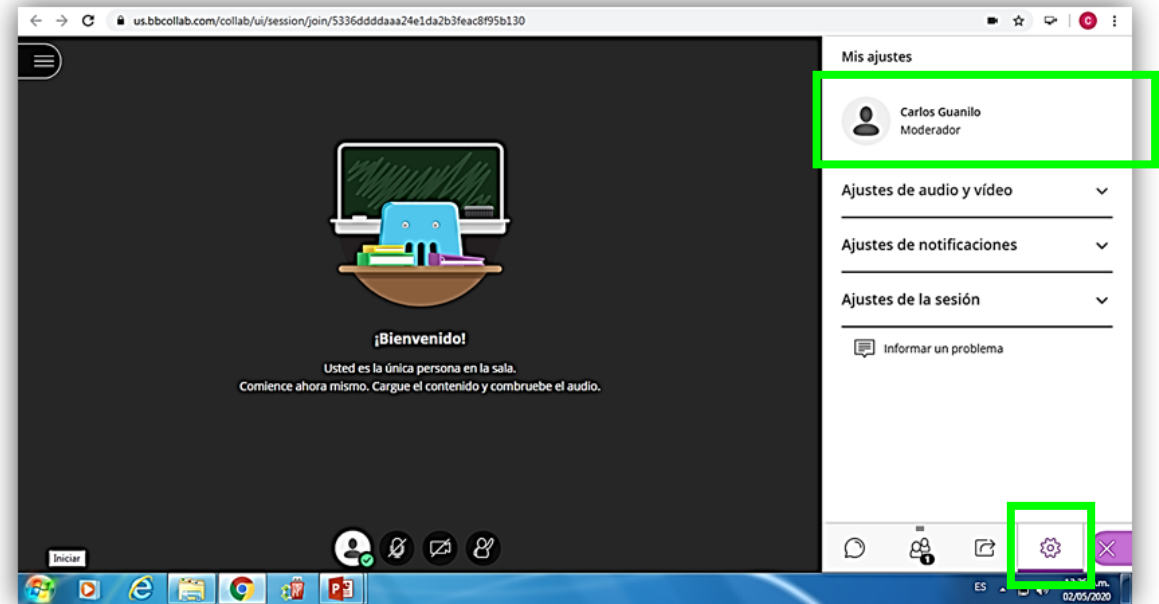 us.bbcollab.com/collab/ui/session/join/5336ddddaaa24e1da2b3feac8f95b130
C
Mis ajustes
Carlos Guanilo
Moderador
Ajustes de audio y vídeo
Ajustes de notificaciones
Ajustes de la sesión
Informar un problema
¡Bienvenido!
Usted es la única persona en la sala.
Comience ahora mismo. Cargue el contenido y combruebe el audio.
1
Iniciar
ES
02/05/2020